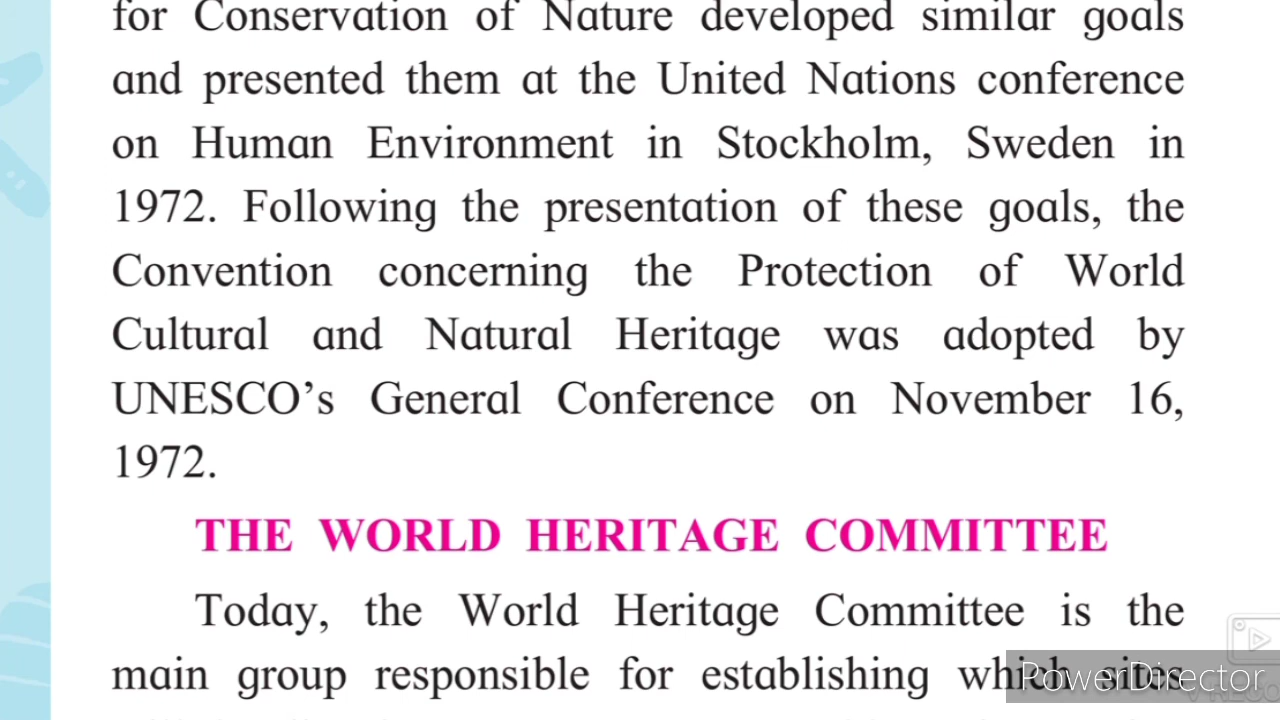 for Conservation of Nature developed similar goals
and presented them at the United Nations conference
on Human Environment in Stockholm, Sweden in
1972. Following the presentation of these goals, the
Convention concerning the Protection of World
Cultural and Natural Heritage was adopted by
UNESCO’s General Conference on November 16,
1972.
THE WORLD HERITAGE COMMITTEE
Today, the World Heritage Committee is the
main group responsible for establishing which sites
PowerDirector